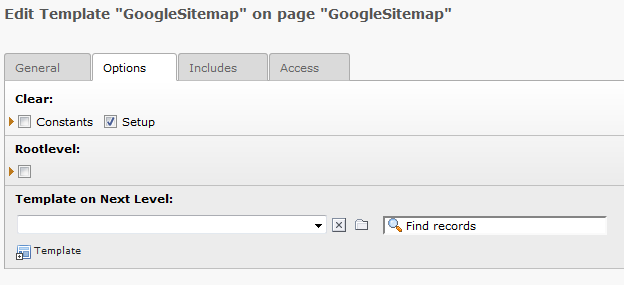 Edit Template "GoogleSitemap" on page "GoogleSitemap"
General Options Includes Access
Clear:
Constants Setup
Rootlevel:
Template on Next Level:
Find records
Template